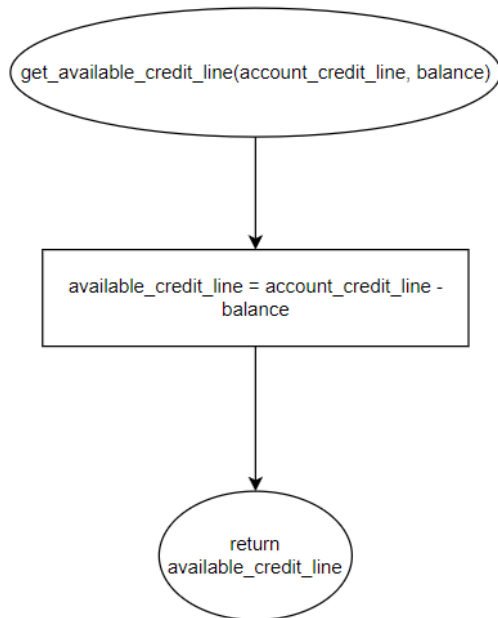 get_available_credit_line(account_credit_line, balance)
available_credit_line = account_credit_line -
balance
return
available_credit_line